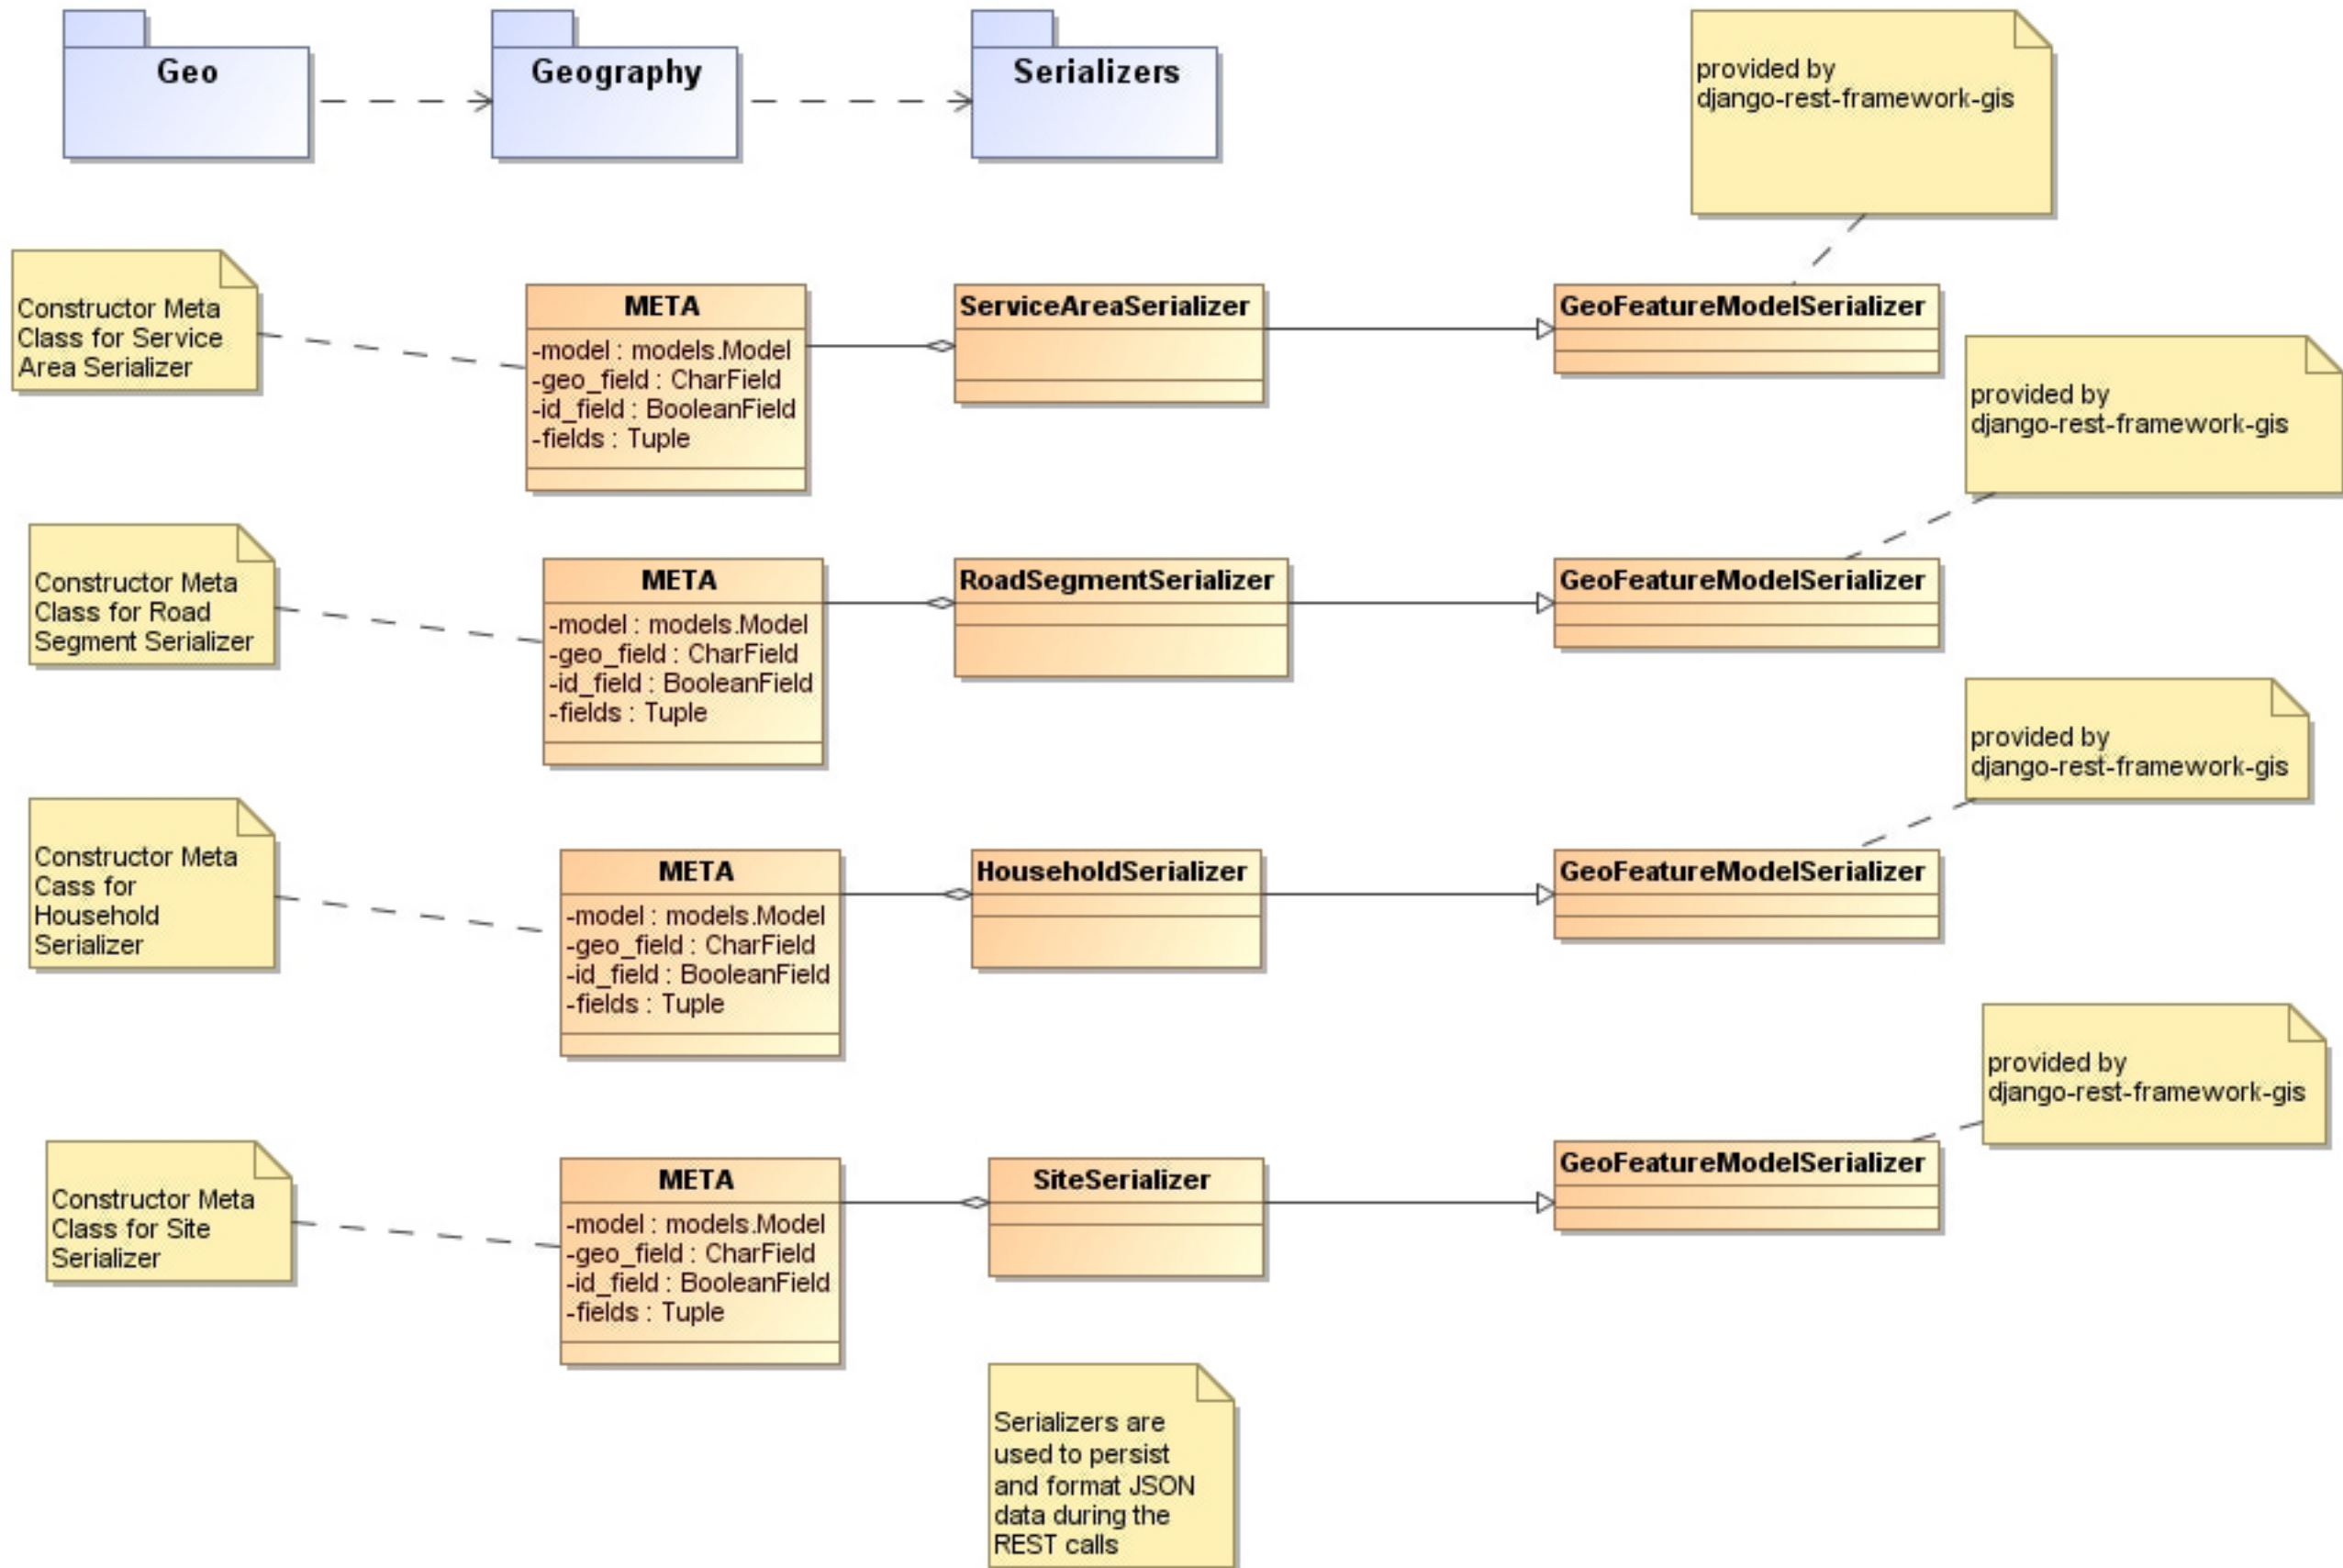 Geo
Geography
Serializers
provided by
django-rest-framework-gis
Constructor Meta
Class for Service
Area Serializer
META
-model : models.Model
-geo_field : CharField
-id_field : BooleanField
-fields : Tuple
ServiceAreaSerializer
GeoFeatureModelSerializer
provided by
django-rest-framework-gis
Constructor Meta
Class for Road
Segment Serializer
META
-model : models.Model
-geo_field : CharField
-id_field : BooleanField
-fields : Tuple
RoadSegmentSerializer
GeoFeatureModelSerializer
provided by
django-rest-framework-gis
Constructor Meta
Cass for
Household
Serializer
META
-model : models.Model
-geo_field : CharField
-id_field : BooleanField
-fields : Tuple
HouseholdSerializer
GeoFeatureModelSerializer
provided by
django-rest-framework-gis
Constructor Meta
Class for Site
Serializer
META
-model : models.Model
-geo_field : CharField
-id_field : BooleanField
-fields : Tuple
SiteSerializer
GeoFeatureModelSerializer
Serializers are
used to persist
and format JSON
data during the
REST calls